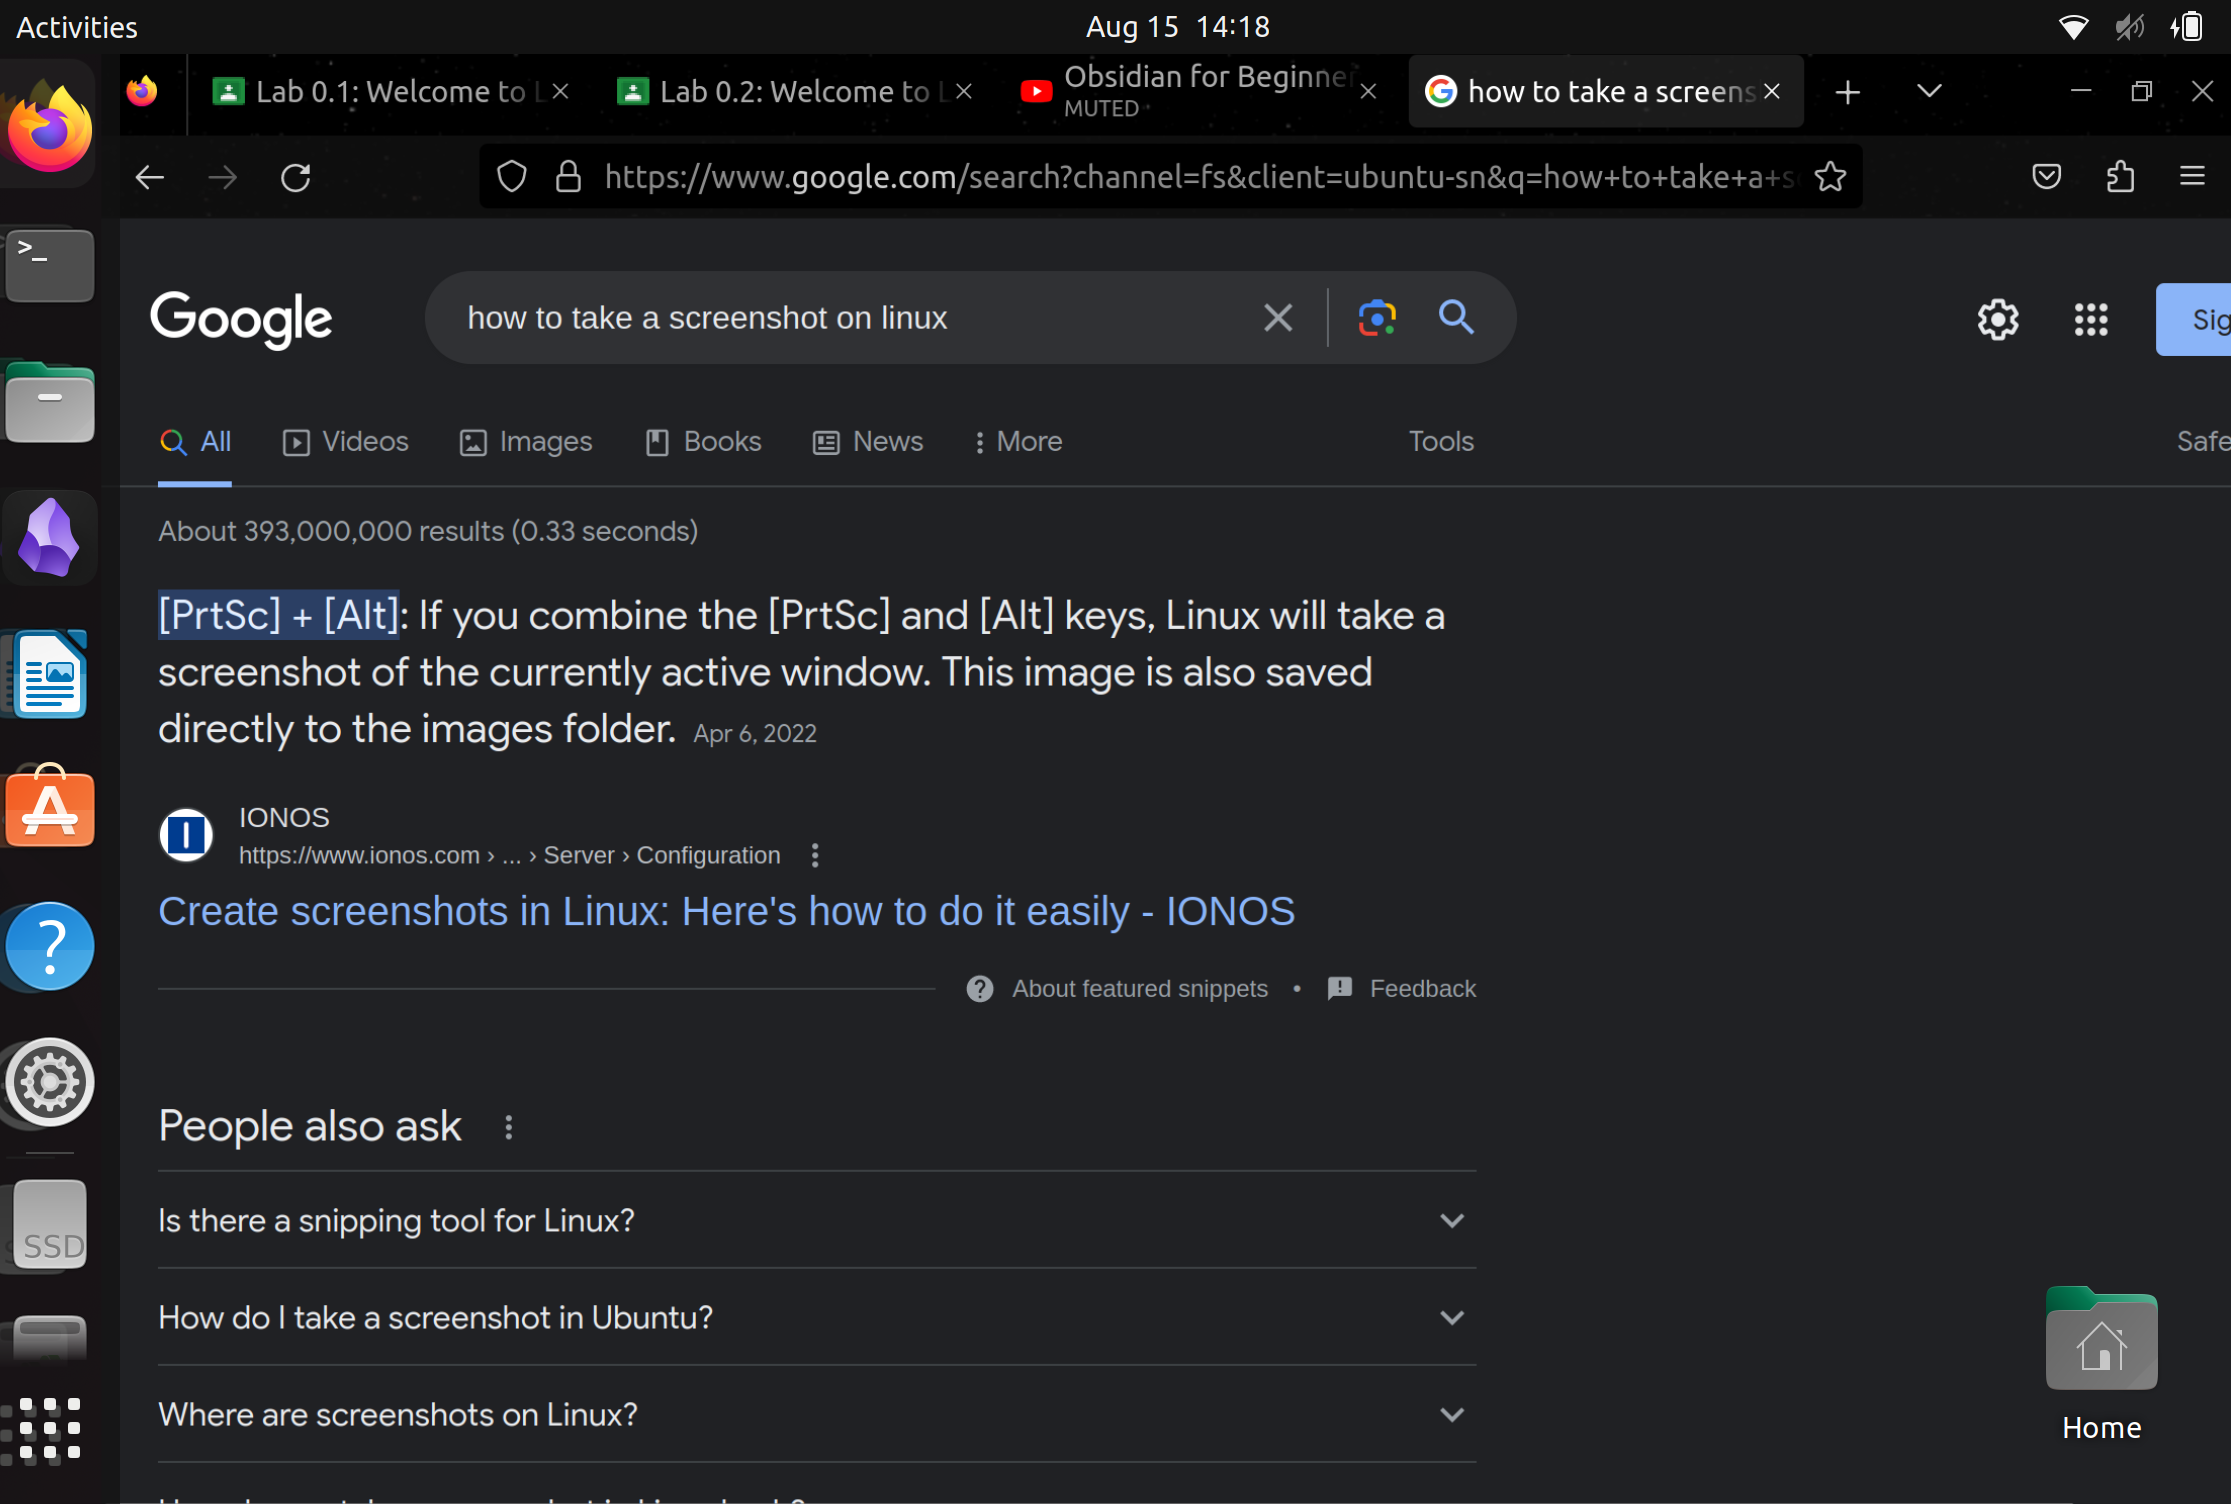 Activities
Aug 15 14:18
Lab 0.1: Welcome to L
Lab 0.2: Welcome to L
Obsidian for Beginner
MUTED
how to take a screens
https://www.google.com/search?channel=fs&client=ubuntu-sn&q=how+to+take+a+s
>_
Google
how to take a screenshot on linux
Sig
All
Videos
Images
Books
News
More
Tools
Safe
About 393,000,000 results (0.33 seconds)
[PrtSc] + [Alt]: If you combine the [PrtSc] and [Alt] keys, Linux will take a
screenshot of the currently active window. This image is also saved
directly to the images folder. Apr 6, 2022
IONOS
https://www.ionos.com › ... › Server › Configuration
Create screenshots in Linux: Here's how to do it easily - IONOS
About featured snippets • Feedback
People also ask
Is there a snipping tool for Linux?
SSD
How do I take a screenshot in Ubuntu?
Where are screenshots on Linux?
Home